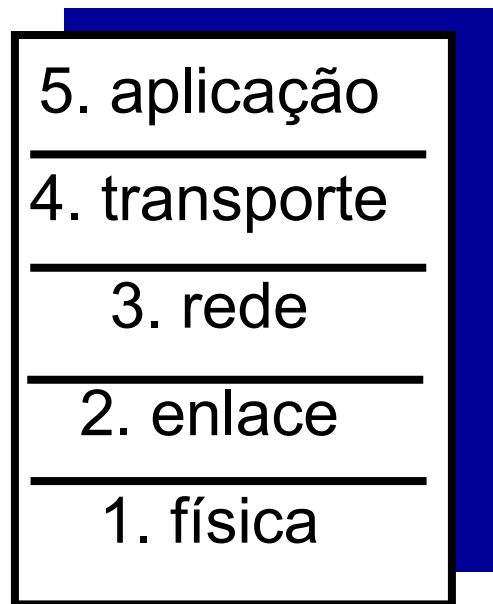 5. aplicação
4. transporte
3. rede
2. enlace
1. física